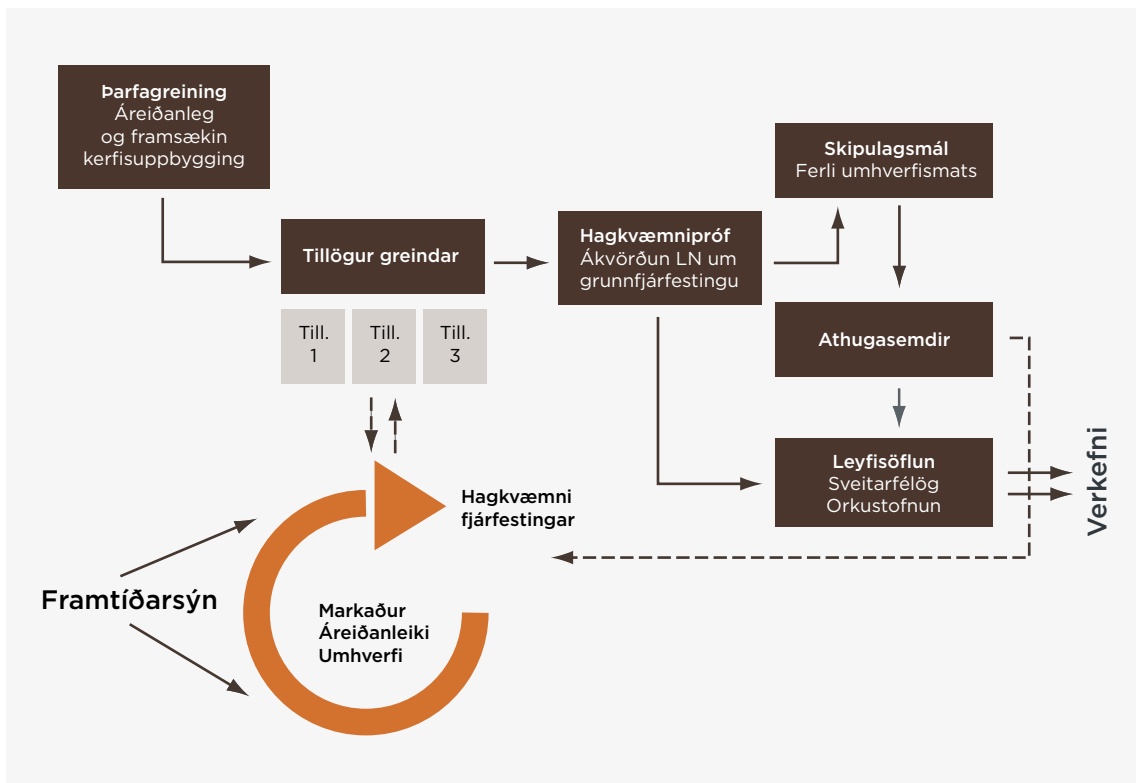 Þarfagreining
Áreiðanleg
og framsækin
kerfisuppbygging
Tillögur greindar
Till.
1
Till.
2
Till.
3
Hagkvæmnipróf
Ákvörðun LN um
grunnfjárfestingu
Skipulagsmál
Ferli umhverfismats
Athugasemdir
Leyfisöflun
Sveitarfélög
Orkustofnun
Verkefni
Hagkvæmni
fjárfestingar
Framtíðarsýn
Markaður
Áreiðanleiki
Umhverfi